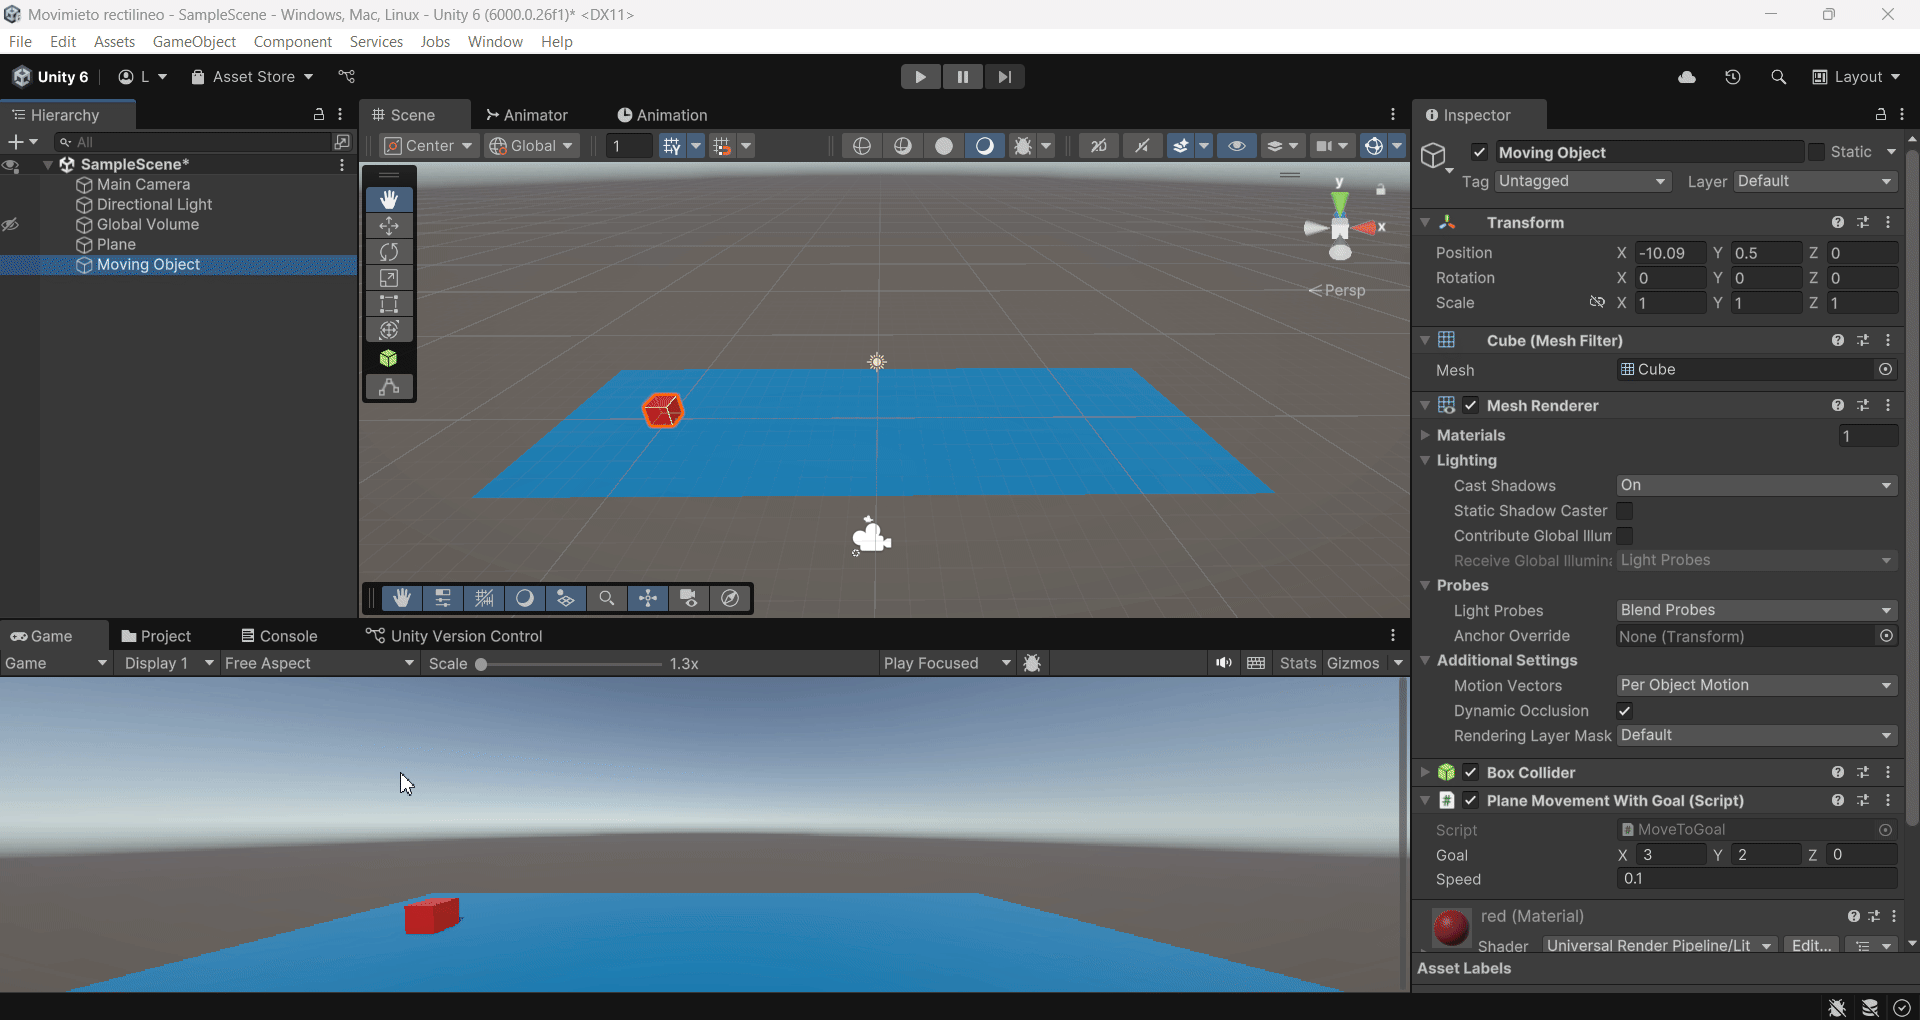 Movimieto rectilineo - SampleScene - Windows, Mac, Linux - Unity 6 (6000.0.26f1)* <DX11>
File Edit Assets GameObject Component Services Jobs Window Help
Unity 6 L Asset Store Layout
Hierarchy
All
SampleScene*
Main Camera
Directional Light
Global Volume
Plane
Moving Object
Scene Animator Animation
Center Global 1 2D
y
x
Persp
Inspector
Moving Object Static
Tag Untagged Layer Default
Transform
Position X -10.09 Y 0.5 Z 0
Rotation X 0 Y 0 Z 0
Scale X 1 Y 1 Z 1
Cube (Mesh Filter)
Mesh Cube
Mesh Renderer
Materials 1
Lighting
Cast Shadows On
Static Shadow Caster
Contribute Global Illum
Receive Global Illumina Light Probes
Probes
Light Probes Blend Probes
Anchor Override None (Transform)
Additional Settings
Motion Vectors Per Object Motion
Dynamic Occlusion
Rendering Layer Mask Default
Box Collider
Plane Movement With Goal (Script)
Script MoveToGoal
Goal X 3 Y 2 Z 0
Speed 0.1
red (Material)
Shader Universal Render Pipeline/Lit Edit...
Asset Labels
Game Project Console Unity Version Control
Game Display 1 Free Aspect Scale 1.3x Play Focused Stats Gizmos